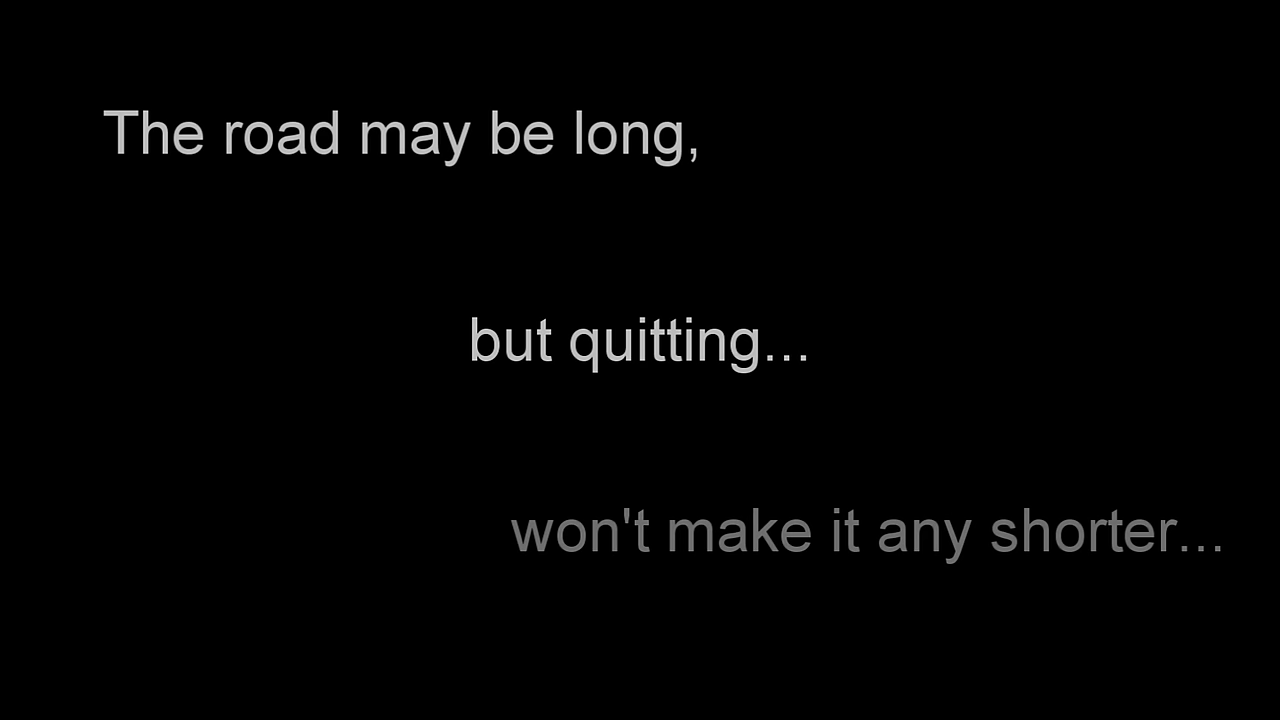 The road may be long,
but quitting...
won't make it any shorter...